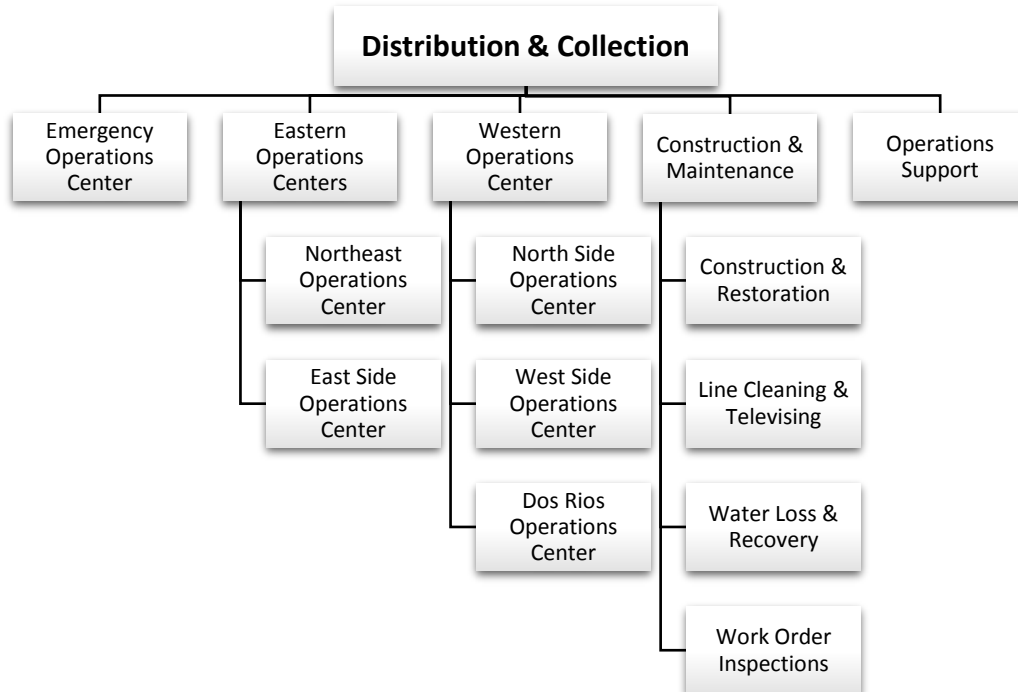 Distribution & Collection
Emergency
Operations
Center
Eastern
Operations
Centers
Western
Operations
Center
Construction &
Maintenance
Operations
Support
Northeast
Operations
Center
East Side
Operations
Center
North Side
Operations
Center
West Side
Operations
Center
Dos Rios
Operations
Center
Construction &
Restoration
Line Cleaning &
Televising
Water Loss &
Recovery
Work Order
Inspections